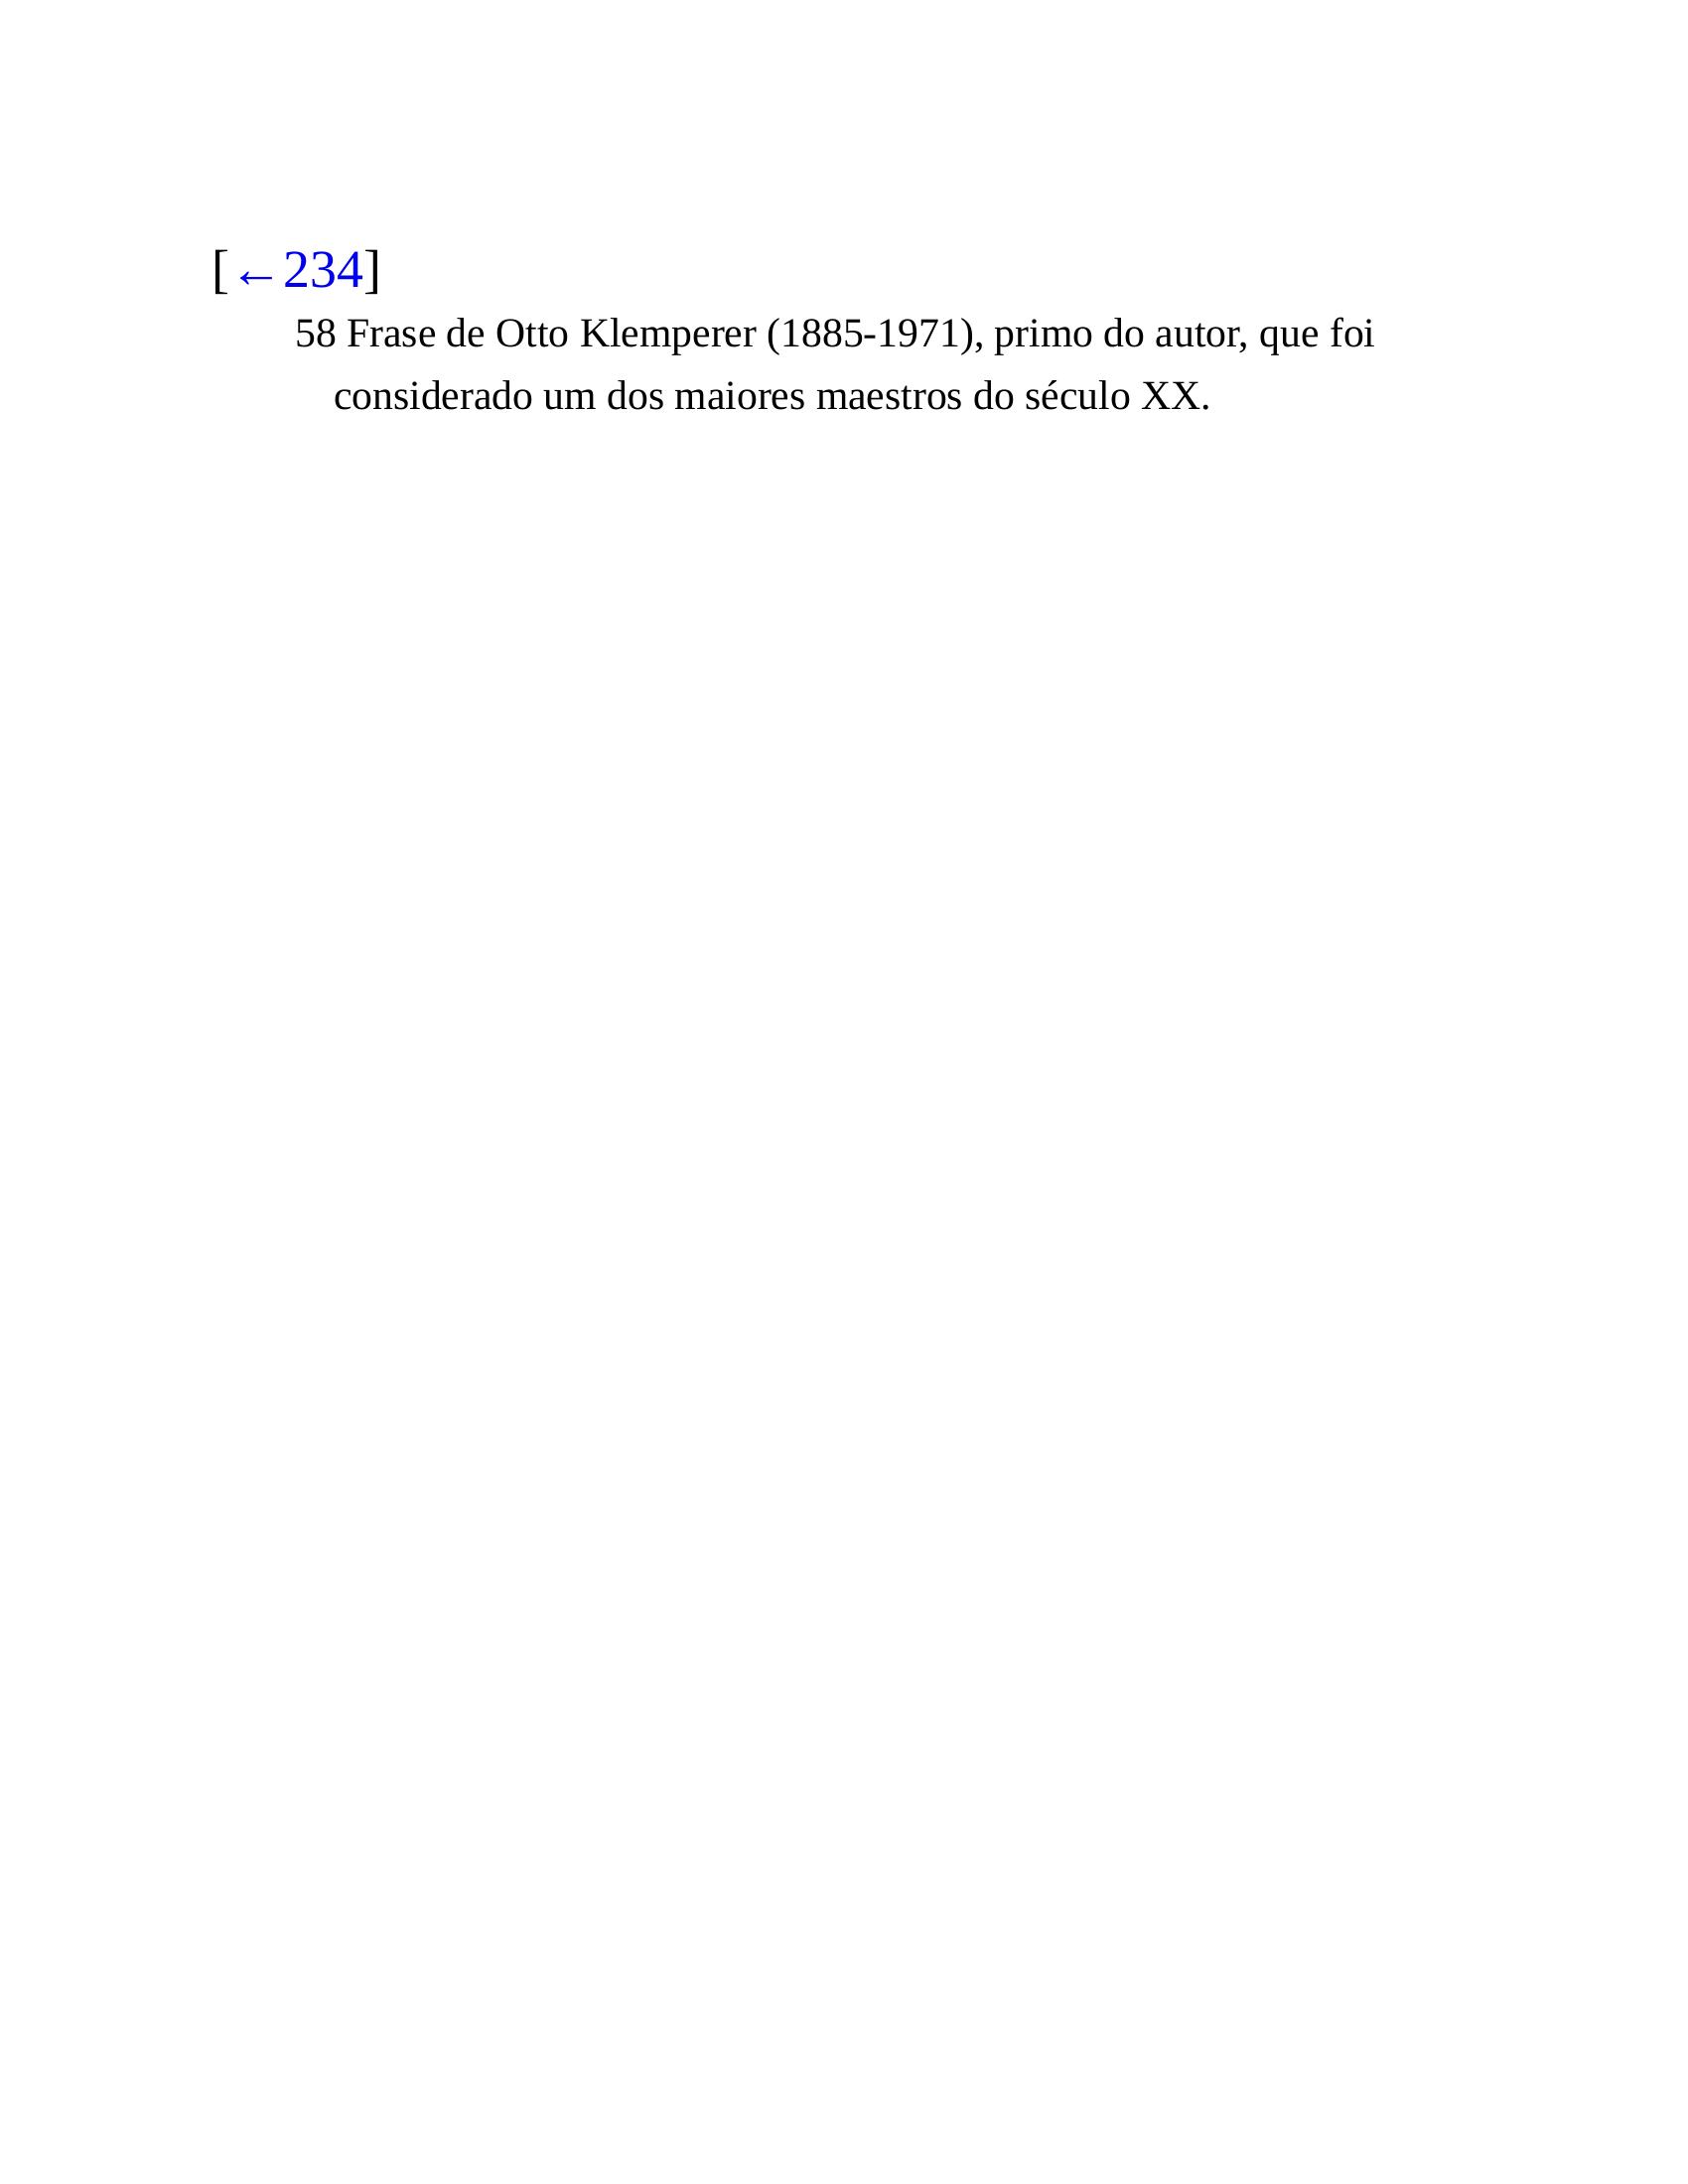 [←234]
58 Frase de Otto Klemperer (1885-1971), primo do autor, que foi
considerado um dos maiores maestros do século XX.